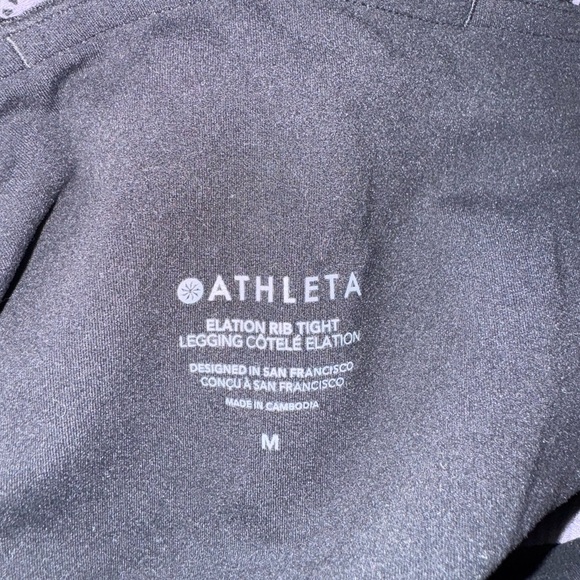 ATHLETA
ELATION RIB TIGHT
LEGGING CÔTELÉ ELATION
DESIGNED IN SAN FRANCISCO
CONÇU À SAN FRANCISCO
MADE IN CAMBODIA
M